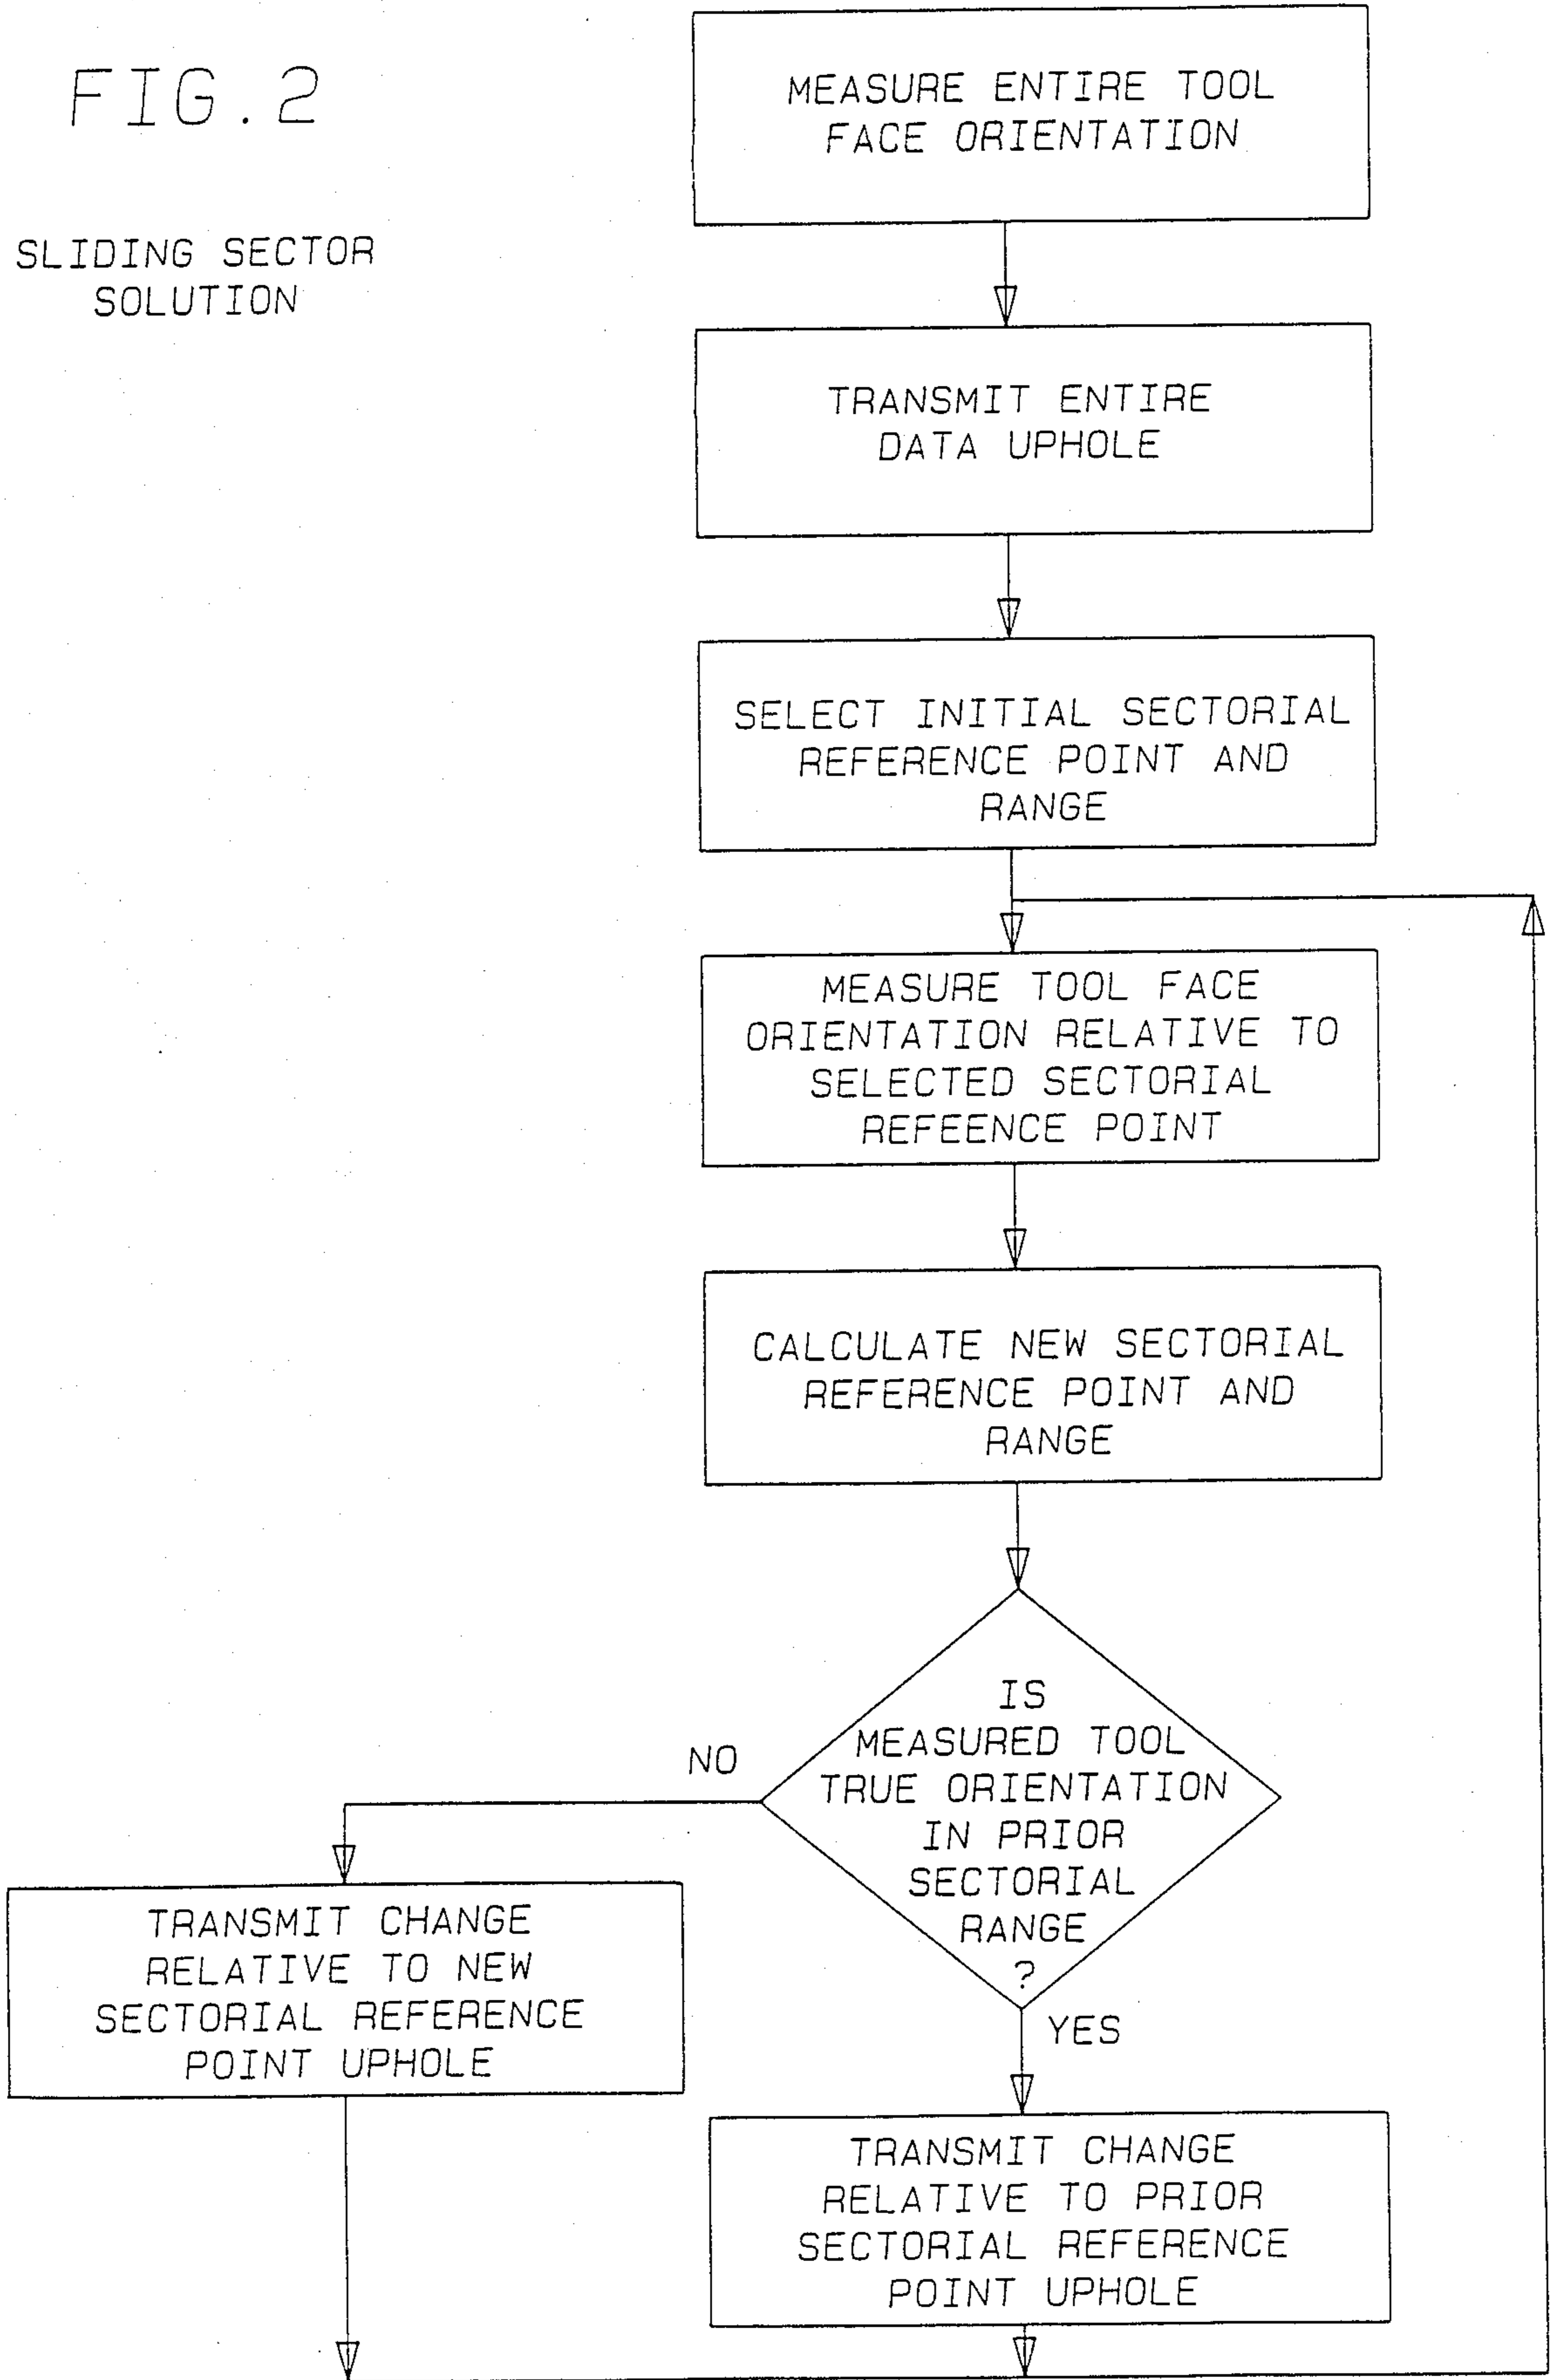 FIG. 2
SLIDING SECTOR
SOLUTION
MEASURE ENTIRE TOOL
FACE ORIENTATION
TRANSMIT ENTIRE
DATA UPHOLE
SELECT INITIAL SECTORIAL
REFERENCE POINT AND
RANGE
MEASURE TOOL FACE
ORIENTATION RELATIVE TO
SELECTED SECTORIAL
REFEENCE POINT
CALCULATE NEW SECTORIAL
REFERENCE POINT AND
RANGE
IS
MEASURED TOOL
TRUE ORIENTATION
IN PRIOR
SECTORIAL
RANGE
?
NO
TRANSMIT CHANGE
RELATIVE TO NEW
SECTORIAL REFERENCE
POINT UPHOLE
YES
TRANSMIT CHANGE
RELATIVE TO PRIOR
SECTORIAL REFERENCE
POINT UPHOLE